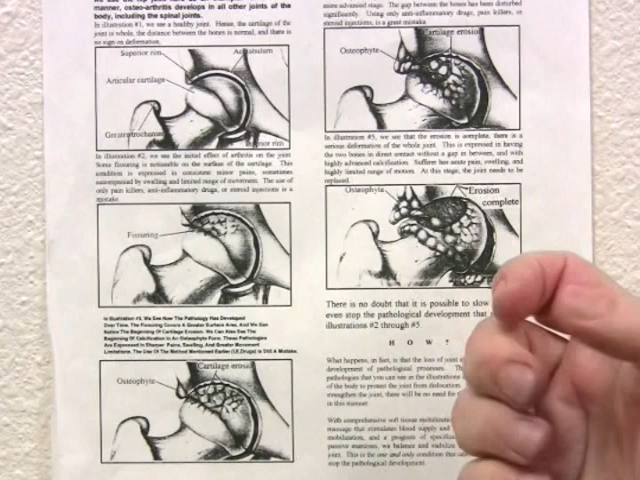 manner, osteo-arthritis develops in all other joints of the
body, including the spinal joints.
In illustration #1, we see a healthy joint. Hence, the cartilage of the
joint is whole, the distance between the bones is normal, and there is
no sign on deformation.
Superior rim
Acetabulum
Articular cartilage
Greater trochanter
In illustration #2, we see the initial effect of arthritis on the joint
Some fissuring is noticeable on the surface of the cartilage. This
condition is expressed in consistent minor pains, sometimes
accompanied by swelling and limited range of movement. The use of
only pain killers, anti-inflammatory drugs, or steroid injections is a
mistake
Fissuring
In Illustration #3, We See Now The Pathology Has Developed
Over Time. The Fissuring Covers A Greater Surface Area, And We Can
Notice The Beginning Of Cartilage Erosion. We Can Also See The
Beginning Of Calcification In An Osteophyte Form. These Pathologies
Are Expressed In Sharper Pains, Swelling, And Greater Movement
Limitations. The Use Of The Method Mentioned Earlier (I.E,Drugs) Is Still A Mistake.
Cartilage erosion
Osteophyte
more advanced stage. The gap between the bones has been disturbed
significantly. Using only anti-inflammatory drugs, pain killers, or
steroid injections, is a great mistake
Cartilage erosion
Osteophyte
In illustration #5, we see that the erosion is complete, there is a
serious deformation of the whole joint. This is expressed in having
the two bones in direct contact without a gap in between, and with
highly advanced calcification. Sufferer has acute pain, swelling, and
highly limited range of motion. At this stage, the joint needs to be
replaced
Osteophyte
Erosion
complete
There is no doubt that it is possible to slow
even stop the pathological development that
illustrations #2 through #5.
H O W ?
What happens, in fact, is that the loss of joint
development of pathological processes.
pathologies that you can see in the illustrations
of the body to protect the joint from dislocation.
strengthen the joint, there will be no need for
in this manner
With comprehensive soft tissue mobilization
massage that stimulates blood supply and
mobilization, and a program of specific
passive exercises, we balance and stabilize
joint. This is the one and only condition that can
stop the pathological development.